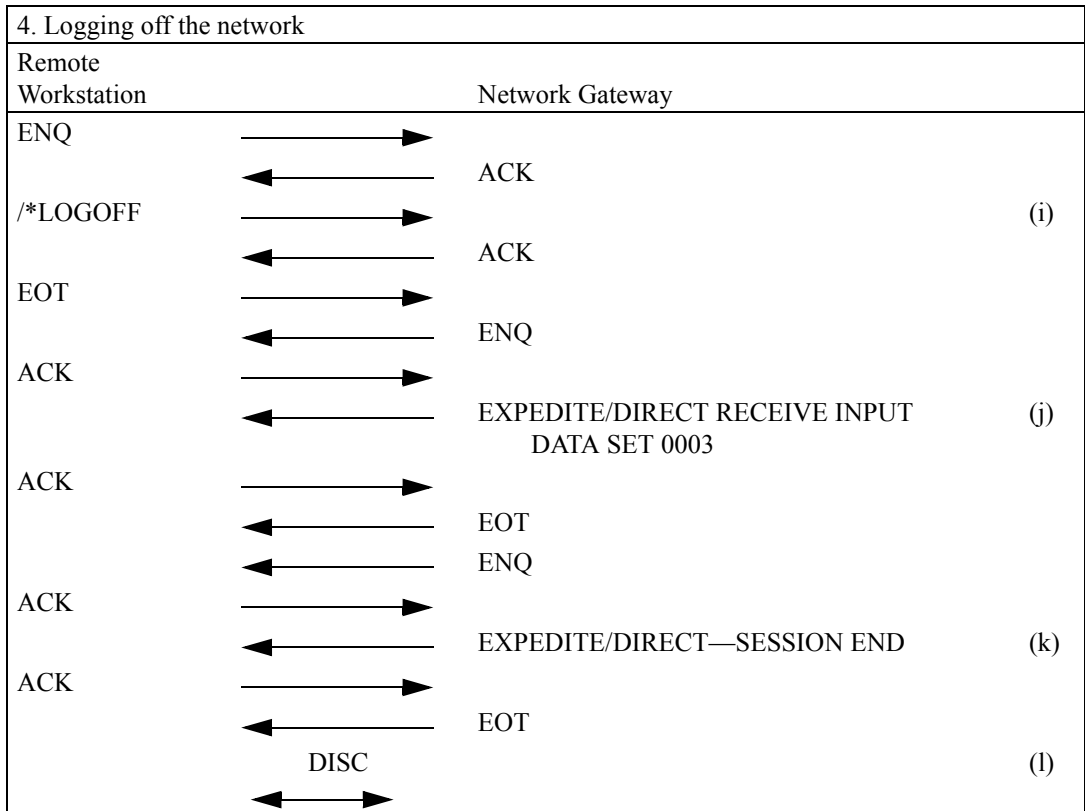 4. Logging off the network
Remote
Workstation Network Gateway
ENQ
ACK
/*LOGOFF (i)
ACK
EOT
ENQ
ACK
EXPEDITE/DIRECT RECEIVE INPUT (j)
DATA SET 0003
ACK
EOT
ENQ
ACK
EXPEDITE/DIRECT—SESSION END (k)
ACK
EOT
DISC (l)